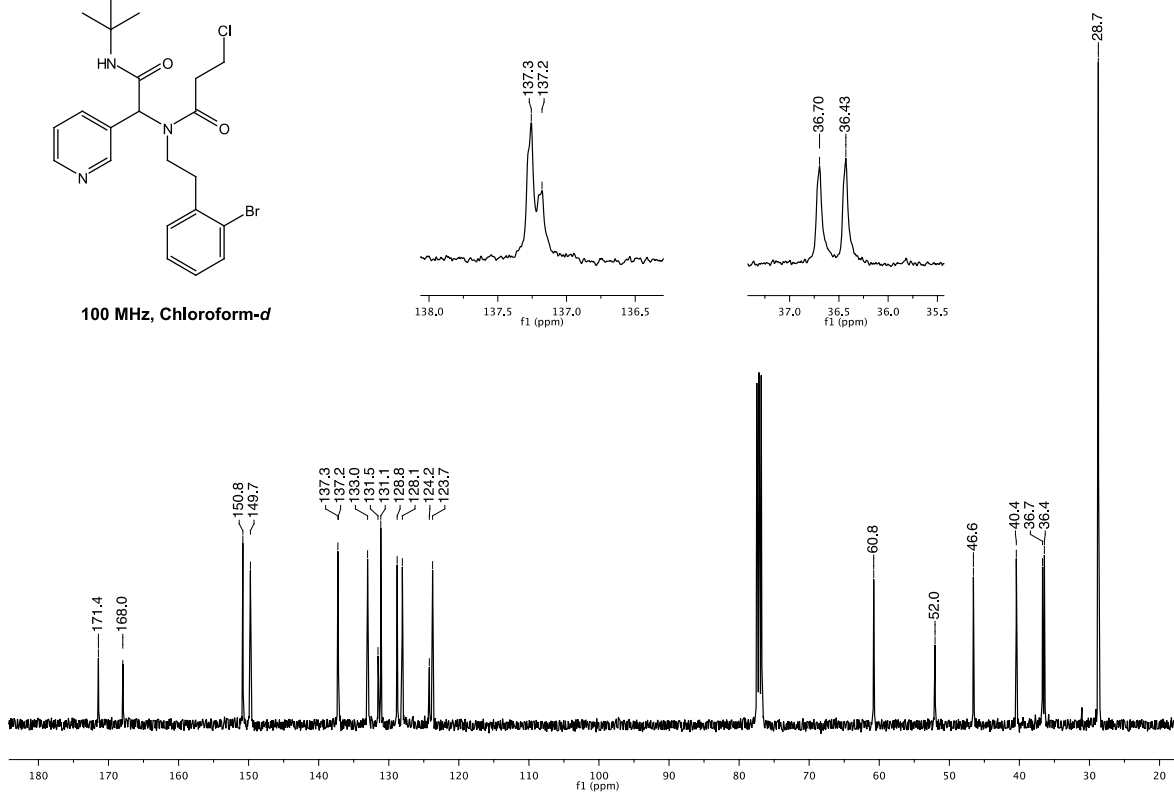 Cl
HN
O
N
O
N
Br
100 MHz, Chloroform-d
137.3
137.2
138.0 137.5 137.0 136.5
f1 (ppm)
36.70
36.43
37.0 36.5 36.0 35.5
f1 (ppm)
171.4
168.0
150.8
149.7
137.3
137.2
133.0
131.5
131.1
128.8
128.1
124.2
123.7
60.8
52.0
46.6
40.4
36.7
36.4
28.7
180 170 160 150 140 130 120 110 100 90 80 70 60 50 40 30 20
f1 (ppm)